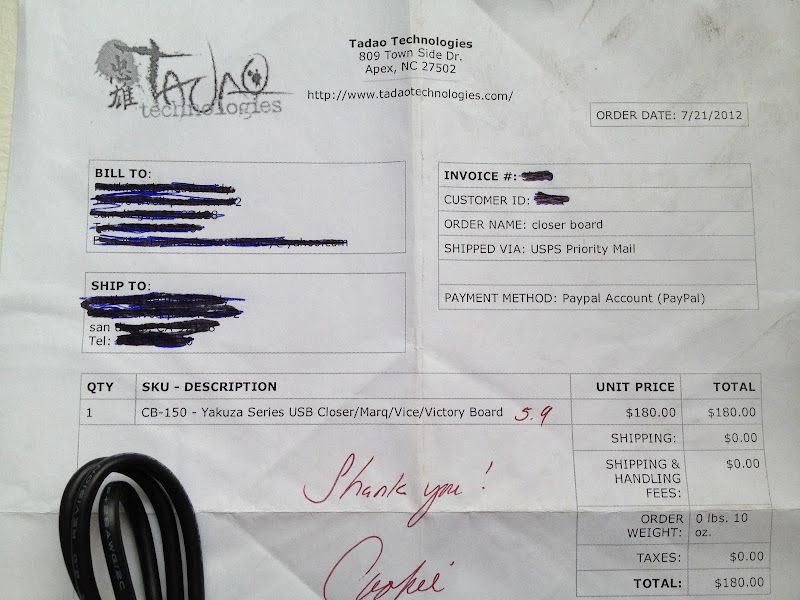 忠雄
Tadao
technologies
Tadao Technologies
809 Town Side Dr.
Apex, NC 27502
http://www.tadaotechnologies.com/
ORDER DATE: 7/21/2012
BILL TO:
INVOICE #:
CUSTOMER ID:
ORDER NAME: closer board
SHIPPED VIA: USPS Priority Mail
PAYMENT METHOD: Paypal Account (PayPal)
SHIP TO:
san
Tel:
QTY SKU - DESCRIPTION UNIT PRICE TOTAL
1 CB-150 - Yakuza Series USB Closer/Marq/Vice/Victory Board 5.9 $180.00 $180.00
SHIPPING: $0.00
SHIPPING & $0.00
HANDLING
FEES:
Thank you!
ORDER 0 lbs. 10
WEIGHT: oz.
TAXES: $0.00
TOTAL: $180.00